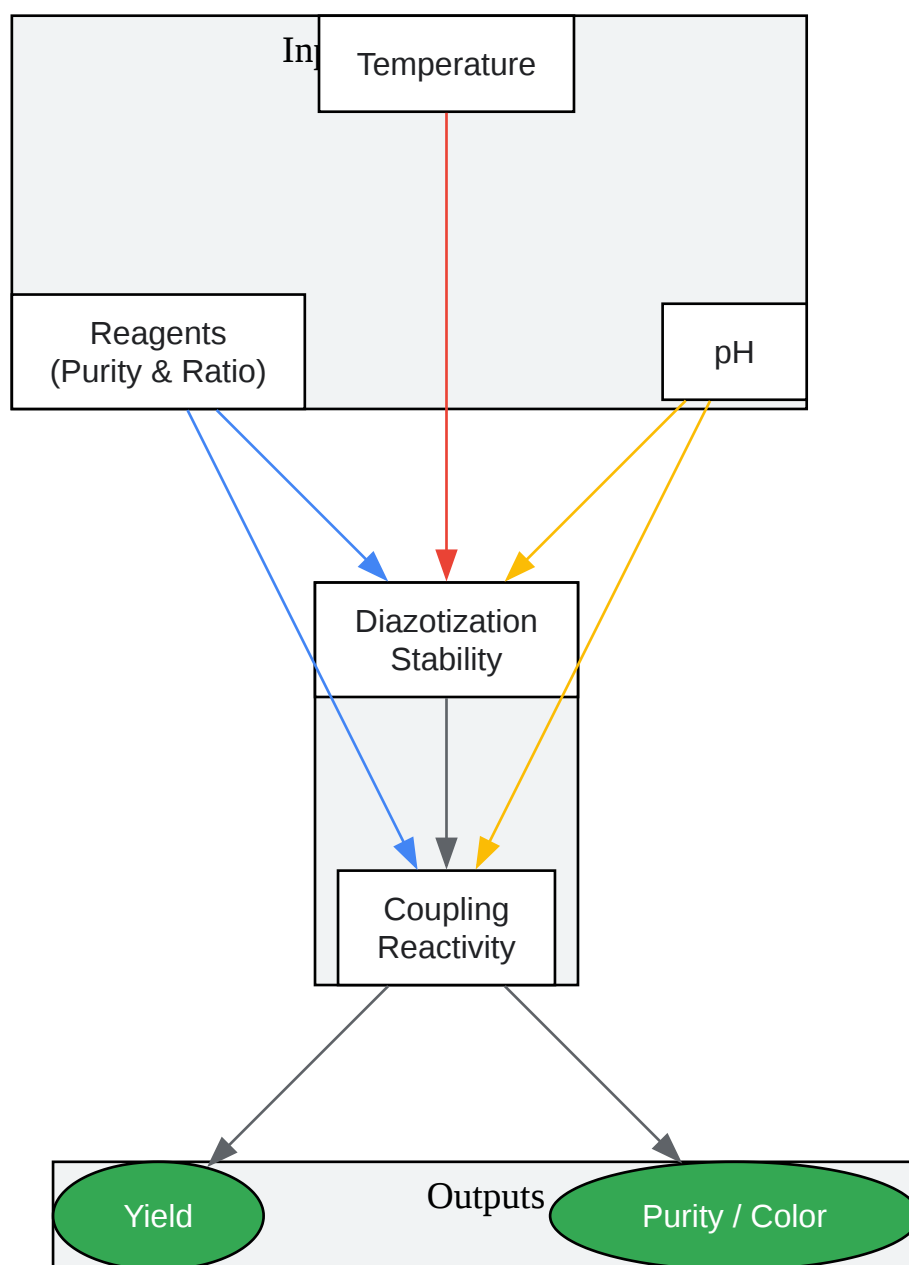 Temperature
Reagents
(Purity & Ratio)
pH
Diazotization
Stability
Coupling
Reactivity
Outputs
Yield
Purity / Color